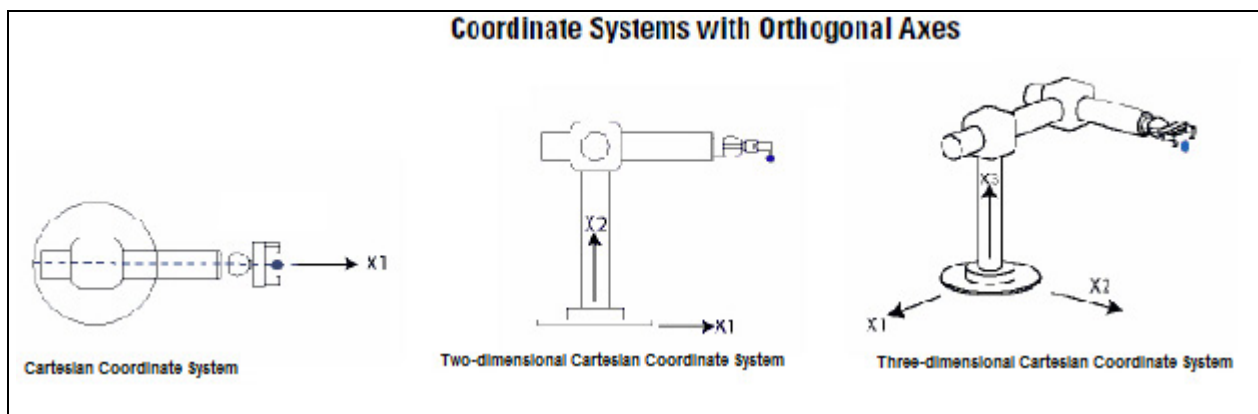 Coordinate Systems with Orthogonal Axes
X1
Cartesian Coordinate System
X2
X1
Two-dimensional Cartesian Coordinate System
X3
X2
X1
Three-dimensional Cartesian Coordinate System